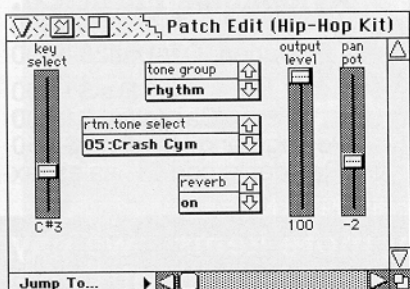 Patch Edit (Hip-Hop Kit)
key
select
C#3
tone group
rhythm
rtm.tone select
05:Crash Cym
reverb
on
output
level
100
pan
pot
-2
Jump To...